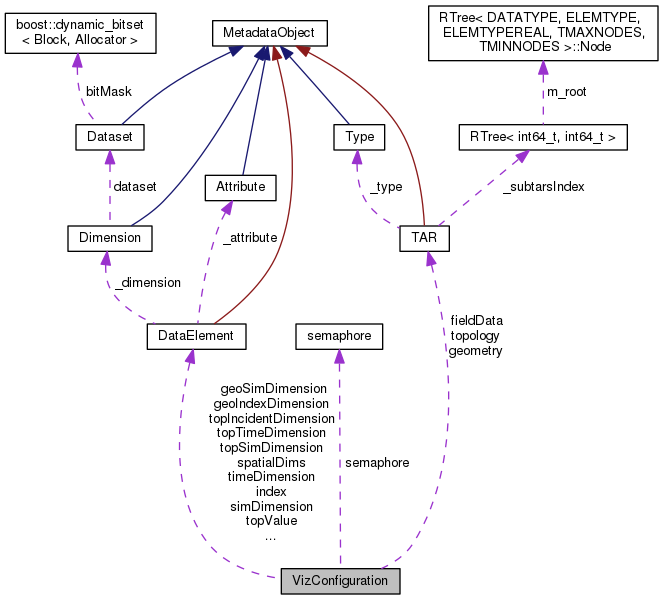 boost::dynamic_bitset
< Block, Allocator >
MetadataObject
RTree< DATATYPE, ELEMTYPE,
ELEMTYPEREAL, TMAXNODES,
TMINNODES >::Node
bitMask
m_root
Dataset
Type
RTree< int64_t, int64_t >
dataset
Attribute
_type
_subtarsIndex
Dimension
_attribute
TAR
_dimension
DataElement
semaphore
fieldData
topology
geometry
geoSimDimension
geoIndexDimension
topIncidentDimension
topTimeDimension
topSimDimension
spatialDims
timeDimension
index
simDimension
topValue
...
semaphore
VizConfiguration